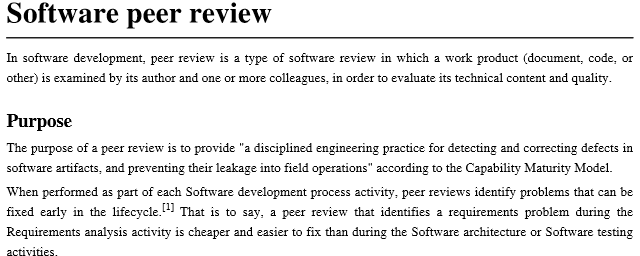 Software peer review
In software development, peer review is a type of software review in which a work product (document, code, or
other) is examined by its author and one or more colleagues, in order to evaluate its technical content and quality.
Purpose
The purpose of a peer review is to provide "a disciplined engineering practice for detecting and correcting defects in
software artifacts, and preventing their leakage into field operations" according to the Capability Maturity Model.
When performed as part of each Software development process activity, peer reviews identify problems that can be
fixed early in the lifecycle.[1] That is to say, a peer review that identifies a requirements problem during the
Requirements analysis activity is cheaper and easier to fix than during the Software architecture or Software testing
activities.